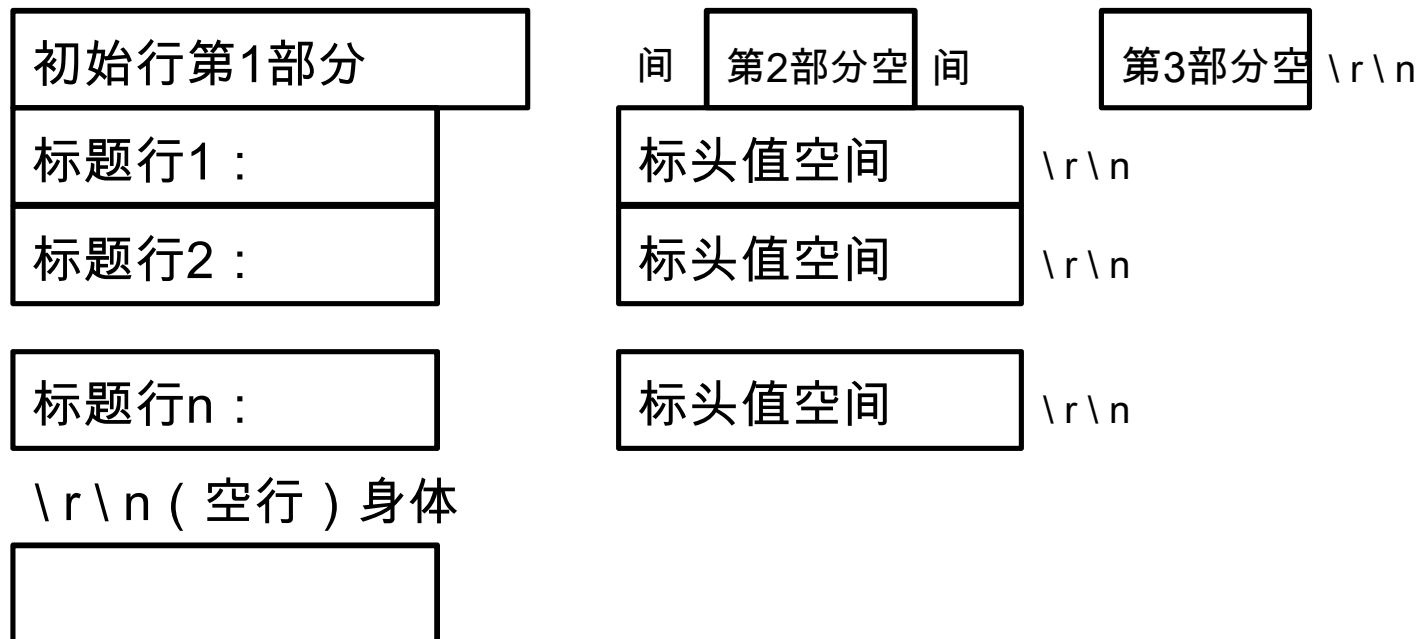 初始行第1部分 间 第2部分空 间 第3部分空 \r\n
标题行1： 标头值空间 \r\n
标题行2： 标头值空间 \r\n
标题行n： 标头值空间 \r\n
\r\n（空行）身体